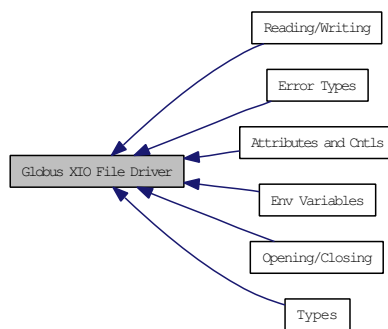 Reading/Writing
Error Types
Attributes and Cntls
Globus XIO File Driver
Env Variables
Opening/Closing
Types